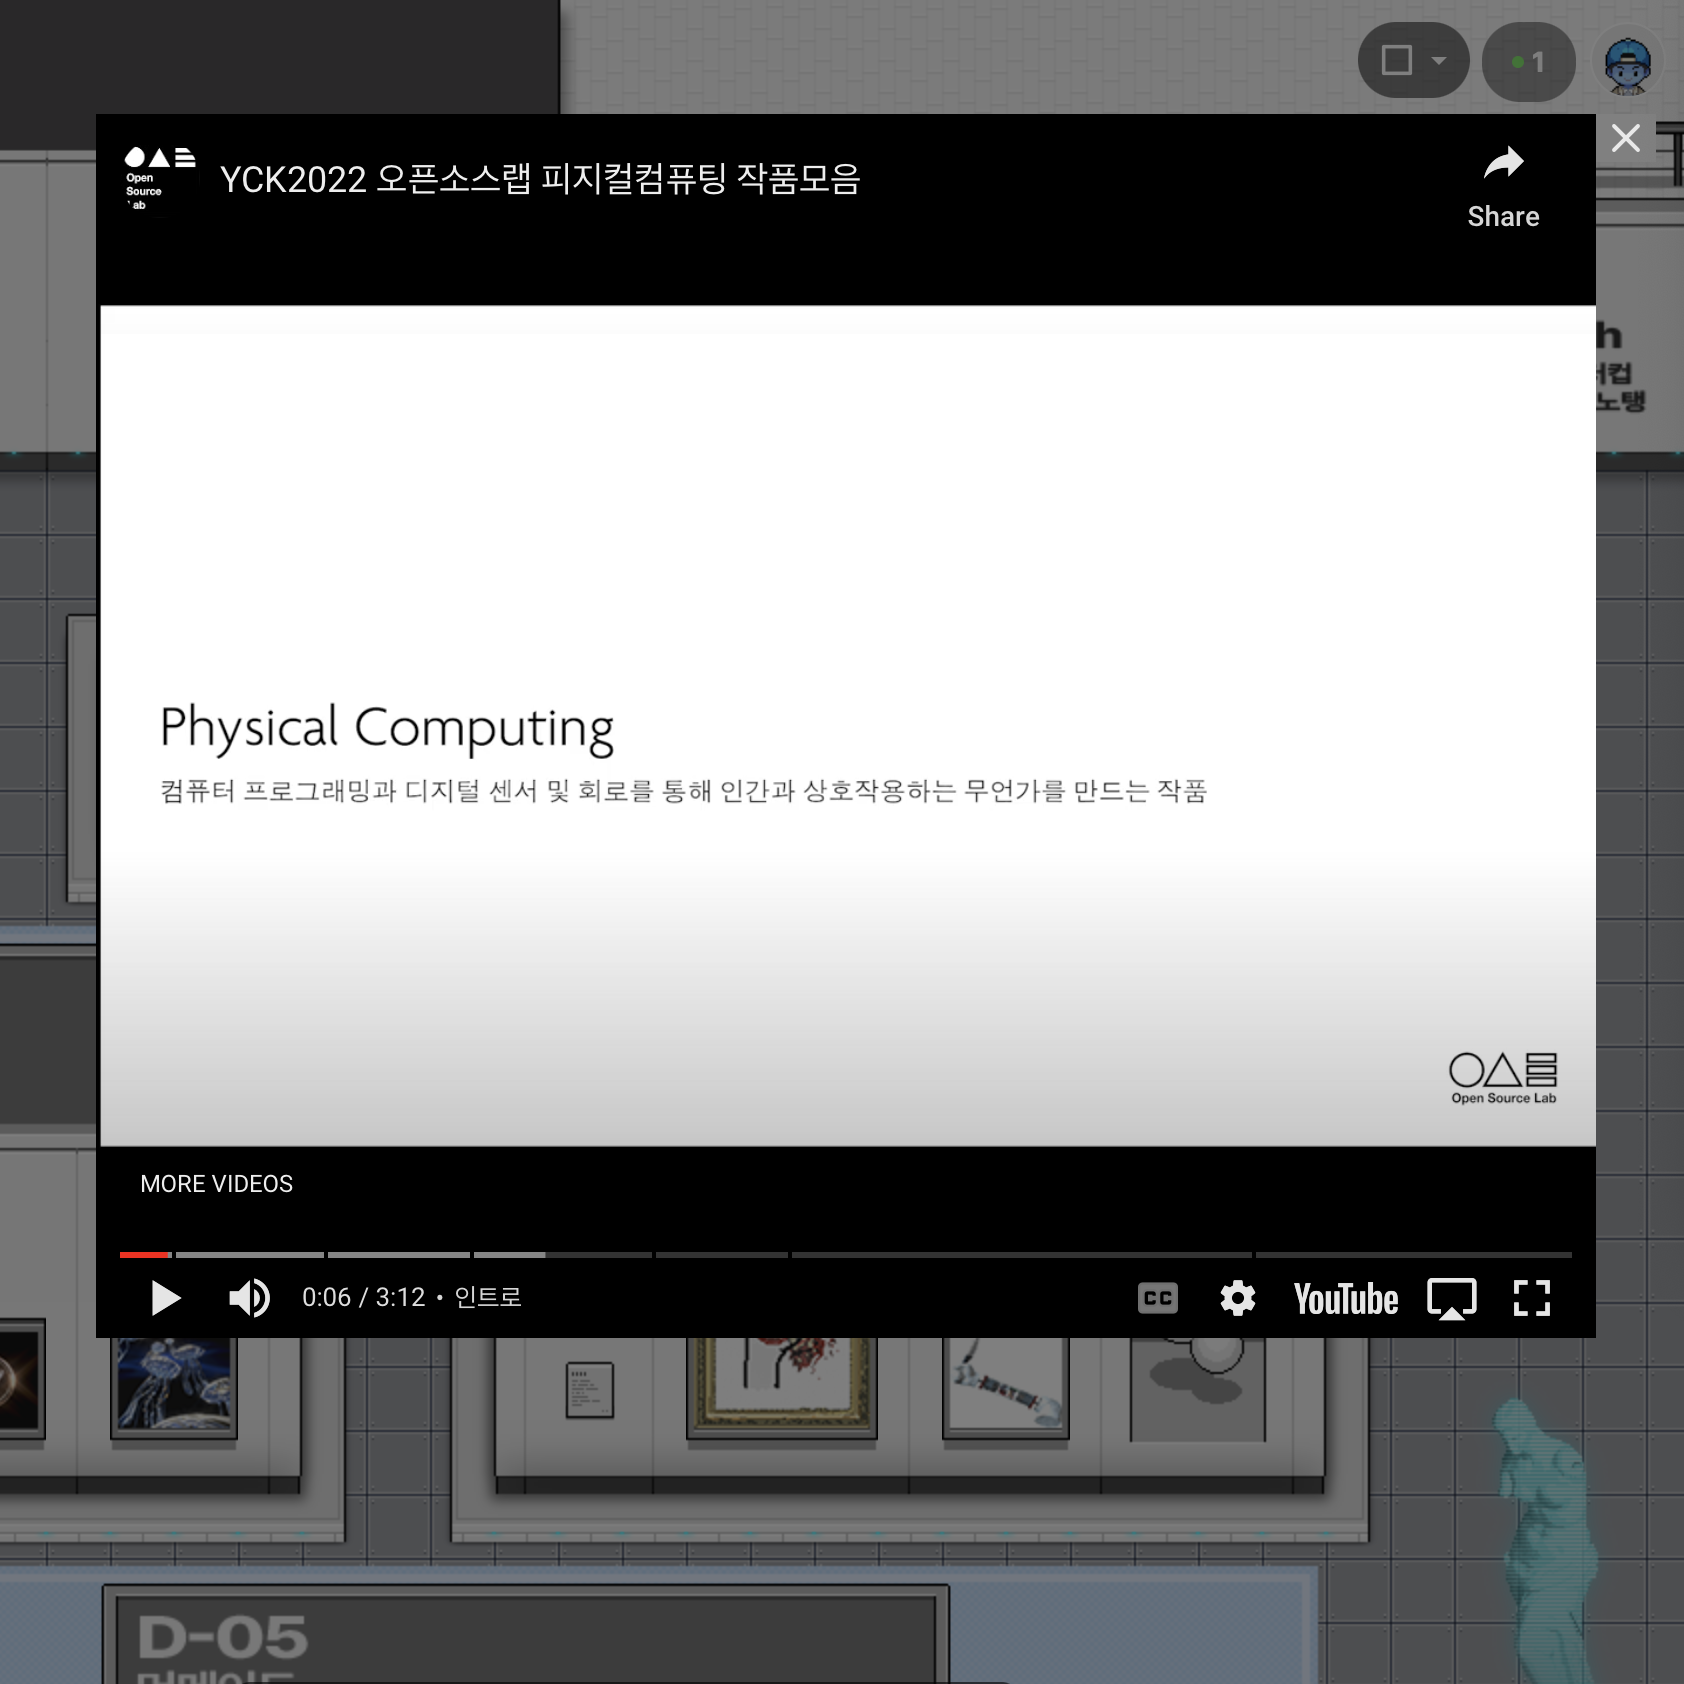 1
Open
Source
Lab
YCK2022 오픈소스랩 피지컬컴퓨팅 작품모음
Share
h
컵
노탱
Physical Computing
컴퓨터 프로그래밍과 디지털 센서 및 회로를 통해 인간과 상호작용하는 무언가를 만드는 작품
Open Source Lab
MORE VIDEOS
0:06 / 3:12 • 인트로
CC
YouTube
D-05